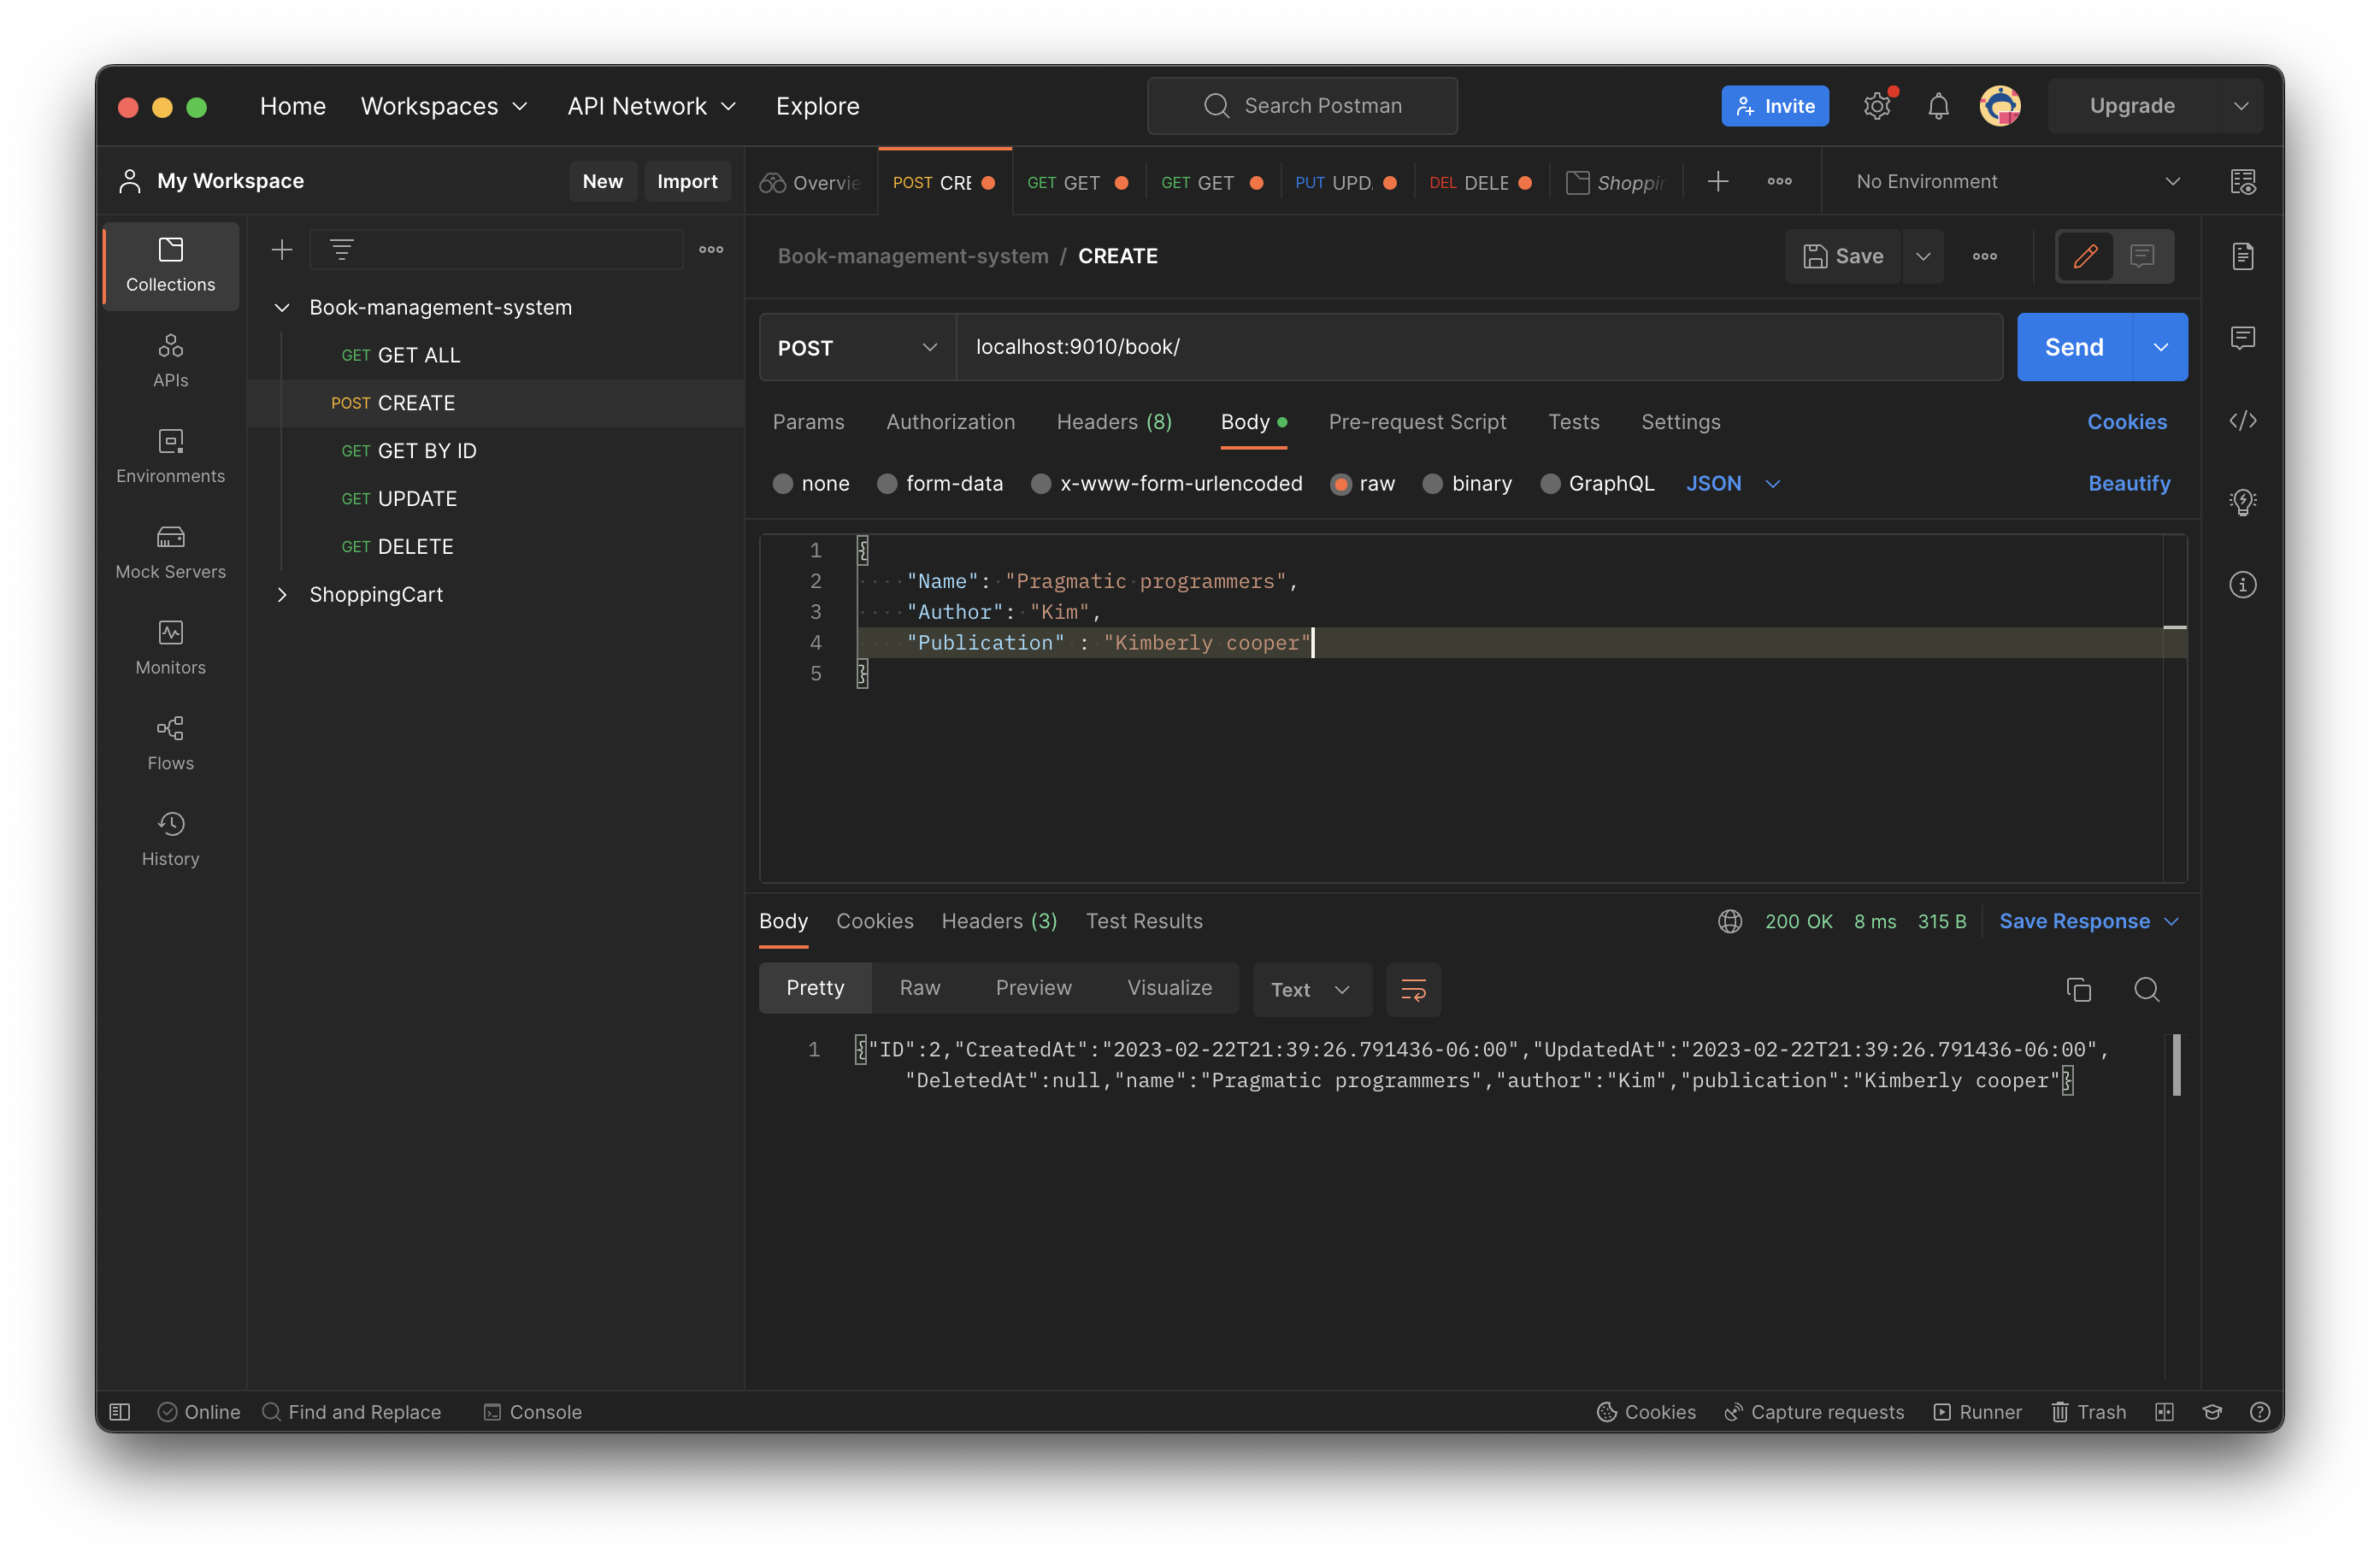 Home Workspaces API Network Explore Search Postman Invite Upgrade
My Workspace New Import Overvie POST CRE GET GET GET GET PUT UPD. DEL DELE Shoppin No Environment
Collections
APIs
Environments
Mock Servers
Monitors
Flows
History
Book-management-system
GET GET ALL
POST CREATE
GET GET BY ID
GET UPDATE
GET DELETE
ShoppingCart
Book-management-system / CREATE Save
POST localhost:9010/book/ Send
Params Authorization Headers (8) Body Pre-request Script Tests Settings Cookies
none form-data x-www-form-urlencoded raw binary GraphQL JSON Beautify
1 {
2 "Name": "Pragmatic programmers",
3 "Author": "Kim",
4 "Publication" : "Kimberly cooper"
5 }
Body Cookies Headers (3) Test Results 200 OK 8 ms 315 B Save Response
Pretty Raw Preview Visualize Text
1 {"ID":2,"CreatedAt":"2023-02-22T21:39:26.791436-06:00","UpdatedAt":"2023-02-22T21:39:26.791436-06:00",
"DeletedAt":null,"name":"Pragmatic programmers","author":"Kim","publication":"Kimberly cooper"}
Online Find and Replace Console Cookies Capture requests Runner Trash